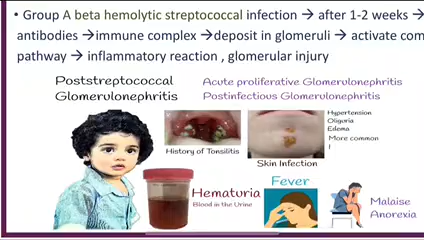 • Group A beta hemolytic streptococcal infection → after 1-2 weeks →
antibodies →immune complex →deposit in glomeruli → activate com
pathway → inflammatory reaction , glomerular injury
Poststreptococcal
Glomerulonephritis
Acute proliferative Glomerulonephritis
Postinfectious Glomerulonephritis
History of Tonsilitis
Skin Infection
Hypertension
Oliguria
Edema
More common
Hematuria
Blood in the Urine
Fever
Malaise
Anorexia